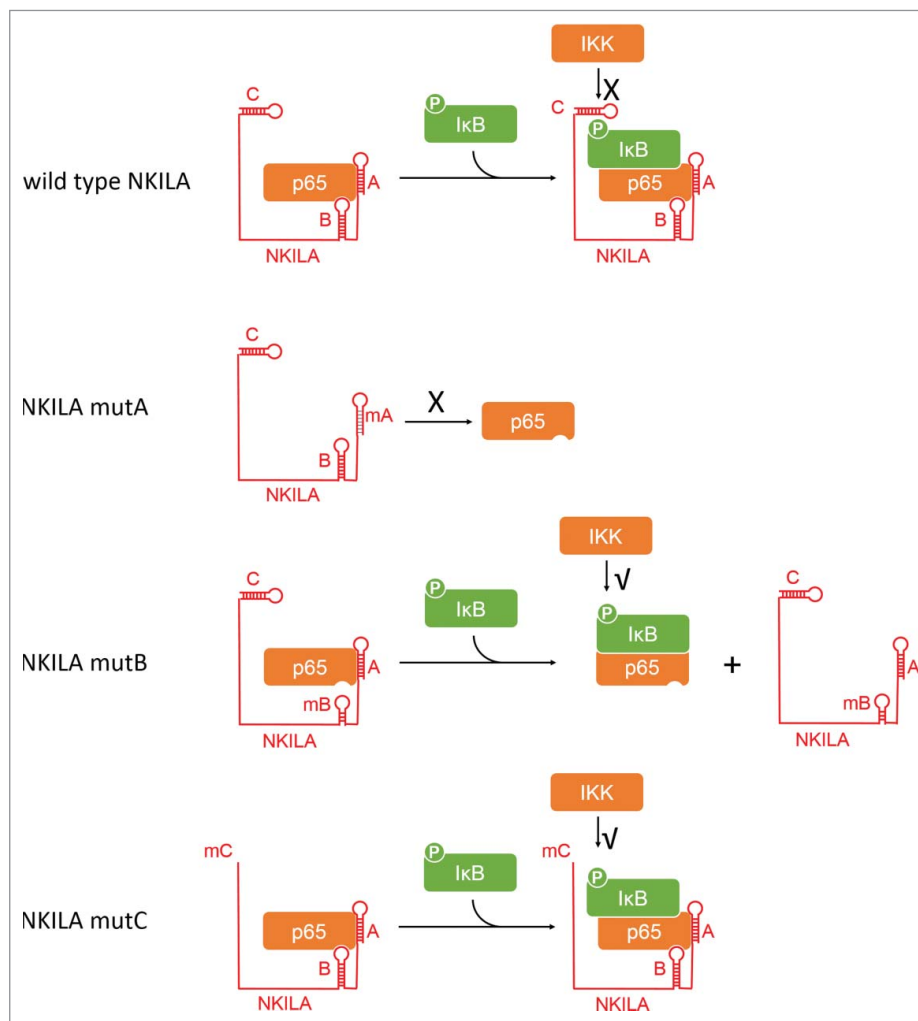 IKK
X
C
P
IκB
C
P
IκB
wild type NKILA
p65
A
p65
A
B
B
NKILA
NKILA
C
NKILA mutA
X
mA
p65
B
NKILA
IKK
C
P
IκB
√
P
IκB
C
NKILA mutB
p65
A
p65
+
A
mB
mB
NKILA
NKILA
IKK
mC
P
IκB
√
mC
P
IκB
NKILA mutC
p65
A
p65
A
B
B
NKILA
NKILA